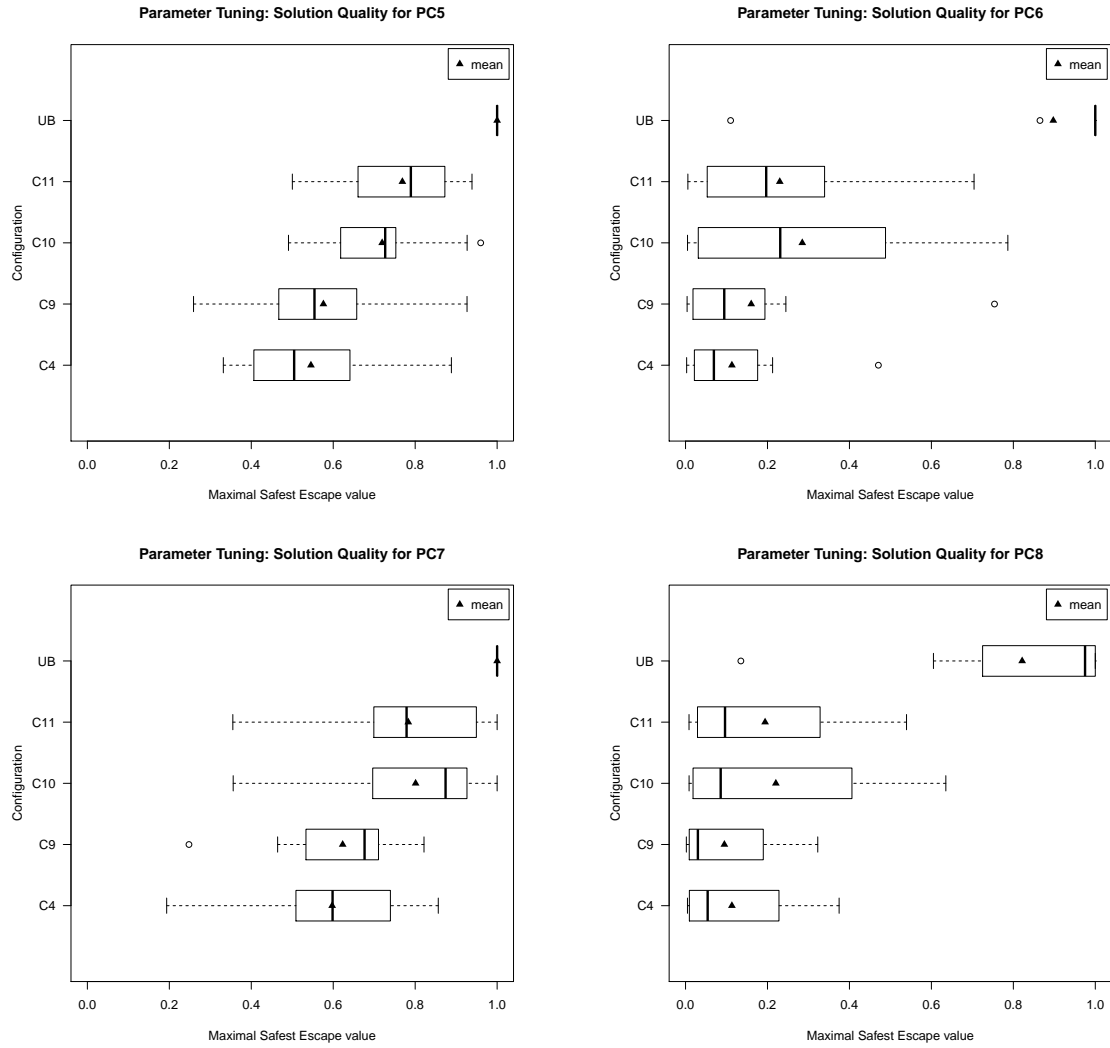 Parameter Tuning: Solution Quality for PC5
mean
UB
C11
C10
C9
C4
Configuration
0.0 0.2 0.4 0.6 0.8 1.0
Maximal Safest Escape value
Parameter Tuning: Solution Quality for PC6
mean
UB
C11
C10
C9
C4
Configuration
0.0 0.2 0.4 0.6 0.8 1.0
Maximal Safest Escape value
Parameter Tuning: Solution Quality for PC7
mean
UB
C11
C10
C9
C4
Configuration
0.0 0.2 0.4 0.6 0.8 1.0
Maximal Safest Escape value
Parameter Tuning: Solution Quality for PC8
mean
UB
C11
C10
C9
C4
Configuration
0.0 0.2 0.4 0.6 0.8 1.0
Maximal Safest Escape value